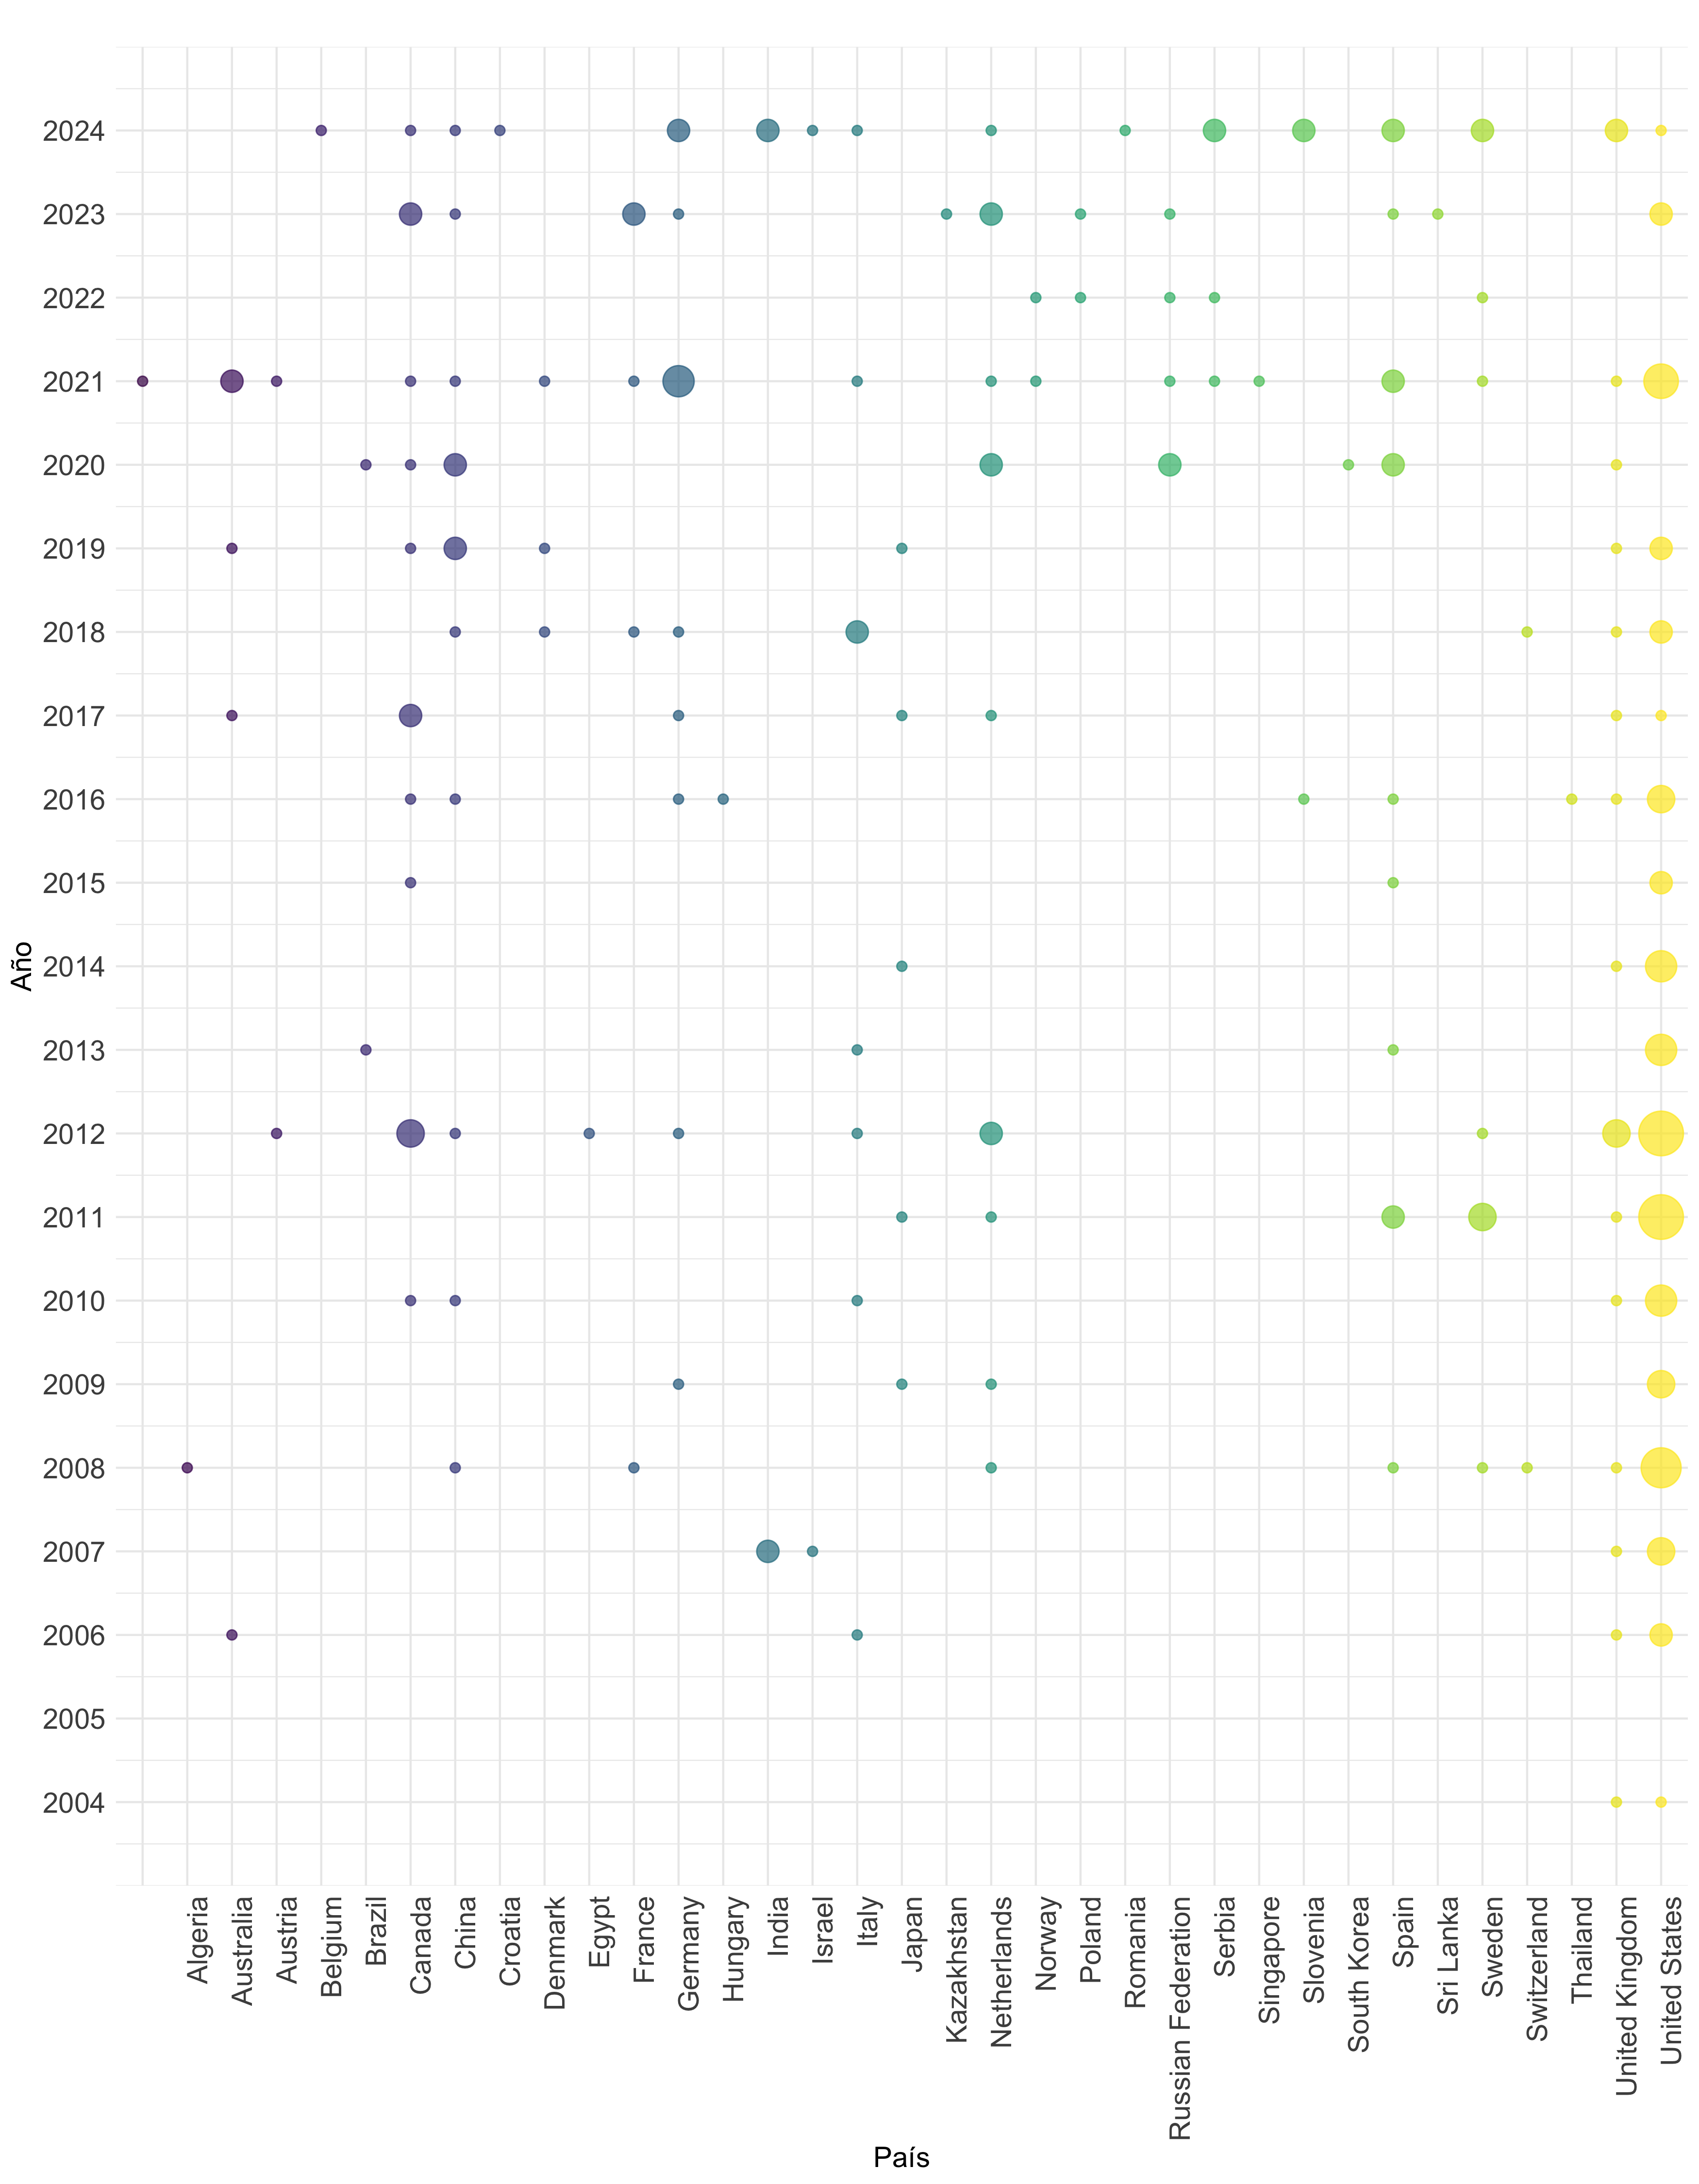 2024
2023
2022
2021
2020
2019
2018
2017
2016
2015
2014
2013
2012
2011
2010
2009
2008
2007
2006
2005
2004
Año
Algeria
Australia
Austria
Belgium
Brazil
Canada
China
Croatia
Denmark
Egypt
France
Germany
Hungary
India
Israel
Italy
Japan
Kazakhstan
Netherlands
Norway
Poland
Romania
Russian Federation
Serbia
Singapore
Slovenia
South Korea
Spain
Sri Lanka
Sweden
Switzerland
Thailand
United Kingdom
United States
País